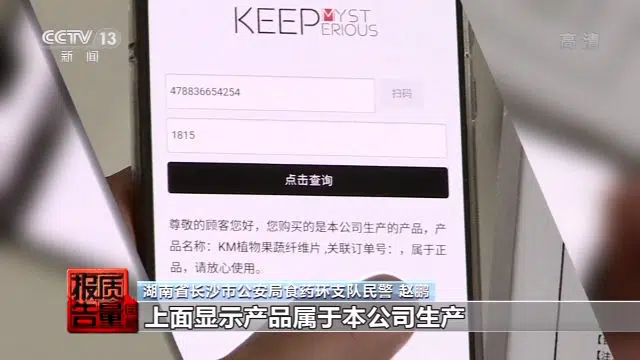 CCTV 13
新闻
高清
KEEP MYST
ERIOUS
478836654254
扫码
1815
点击查询
尊敬的顾客您好，您购买的是本公司生产的产品，产
品名称：KM植物果蔬纤维片 ,关联订单号：，属于正
品，请放心使用。
质量
报告
湖南省长沙市公安局食药环支队民警 赵鹏
上面显示产品属于本公司生产